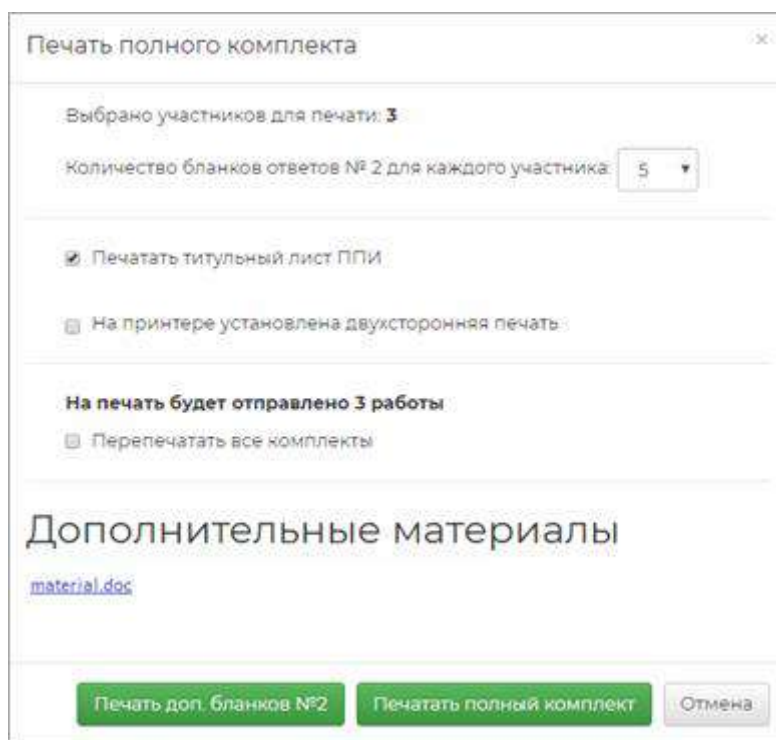 Печать полного комплекта
×
Выбрано участников для печати: 3
Количество бланков ответов № 2 для каждого участника: 5
Печатать титульный лист ППИ
На принтере установлена двухсторонняя печать
На печать будет отправлено 3 работы
Перепечатать все комплекты
Дополнительные материалы
material.doc
Печать доп. бланков №2 Печатать полный комплект Отмена